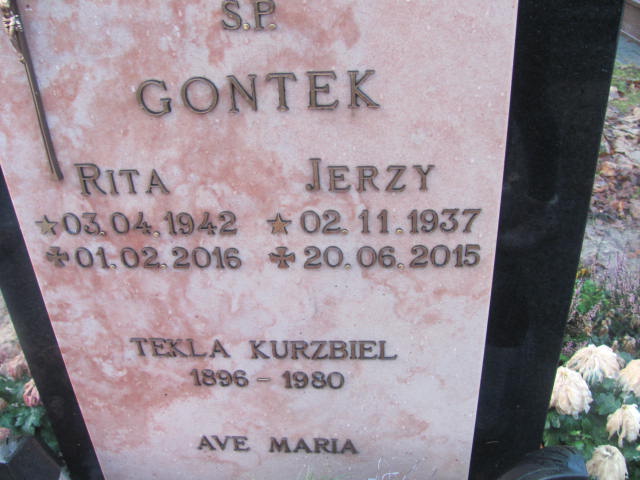 Ś.P.
GONTEK
RITA JERZY
03.04.1942 02.11.1937
01.02.2016 20.06.2015
TEKLA KURZBIEL
1896 - 1980
AVE MARIA